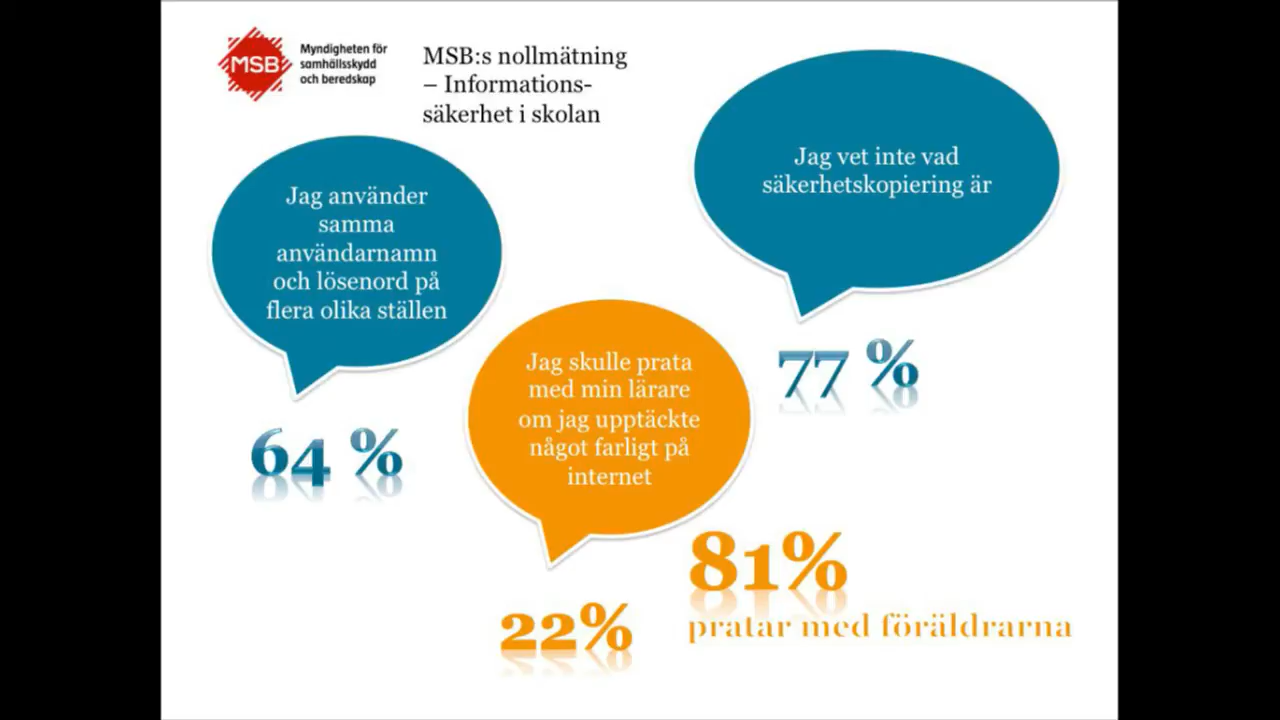 MSB
Myndigheten för
samhällsskydd
och beredskap
MSB:s nollmätning
– Informations-
säkerhet i skolan
Jag använder
samma
användarnamn
och lösenord på
flera olika ställen
64 %
Jag vet inte vad
säkerhetskopiering är
77 %
Jag skulle prata
med min lärare
om jag upptäckte
något farligt på
internet
22%
81%
pratar med föräldrarna